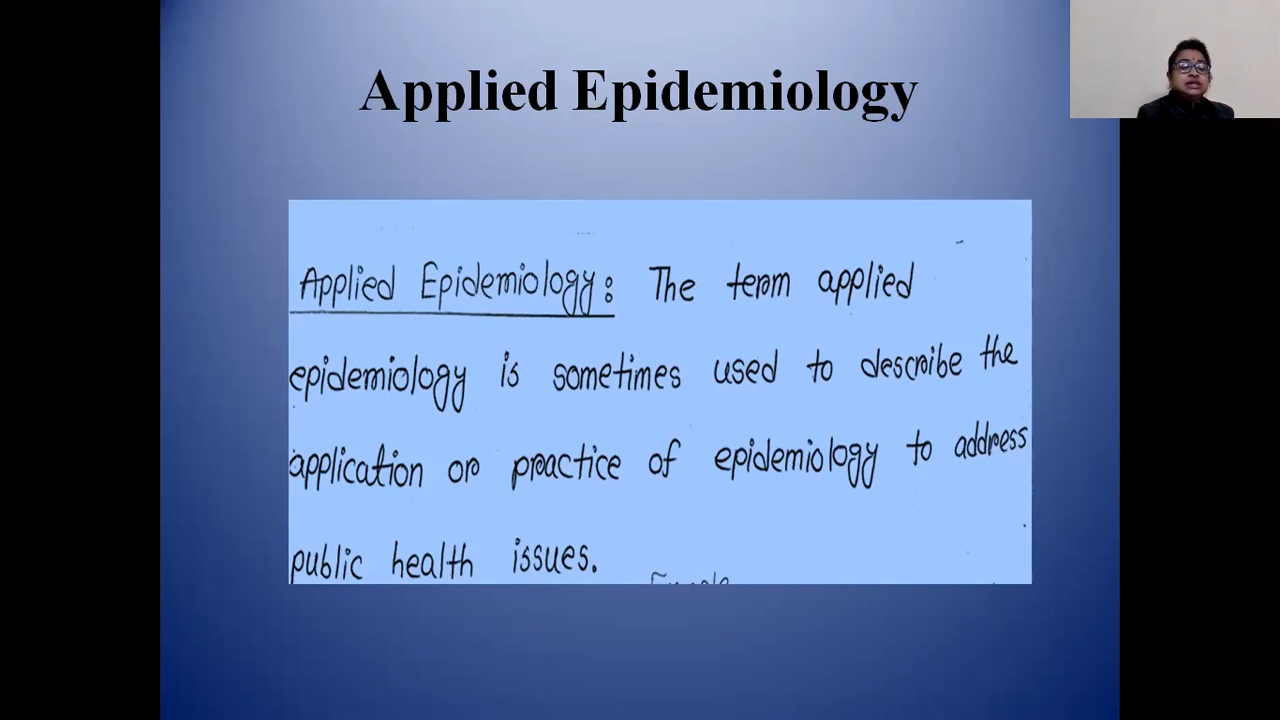 Applied Epidemiology
Applied Epidemiology: The term applied
epidemiology is sometimes used to describe the
application or practice of epidemiology to address
public health issues.